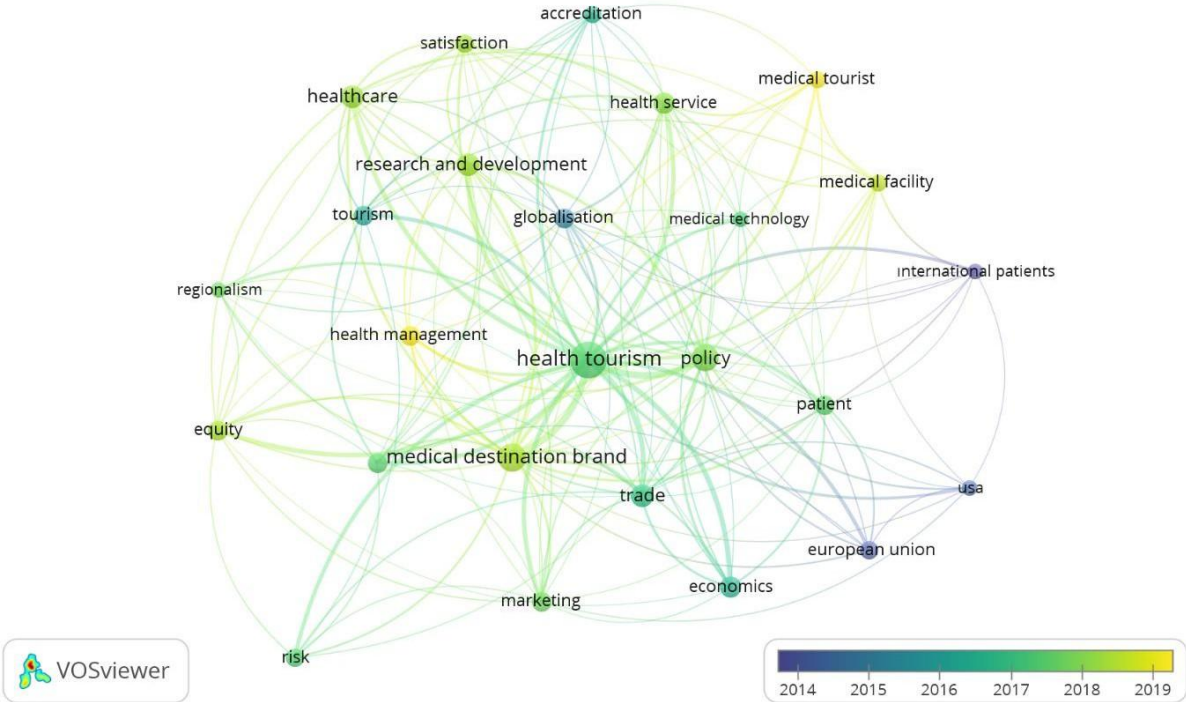 accreditation
satisfaction
medical tourist
healthcare
health service
research and development
medical facility
tourism
globalisation
medical technology
international patients
regionalism
health management
health tourism
policy
patient
equity
medical destination brand
trade
usa
european union
economics
marketing
risk
VOSviewer
2014 2015 2016 2017 2018 2019